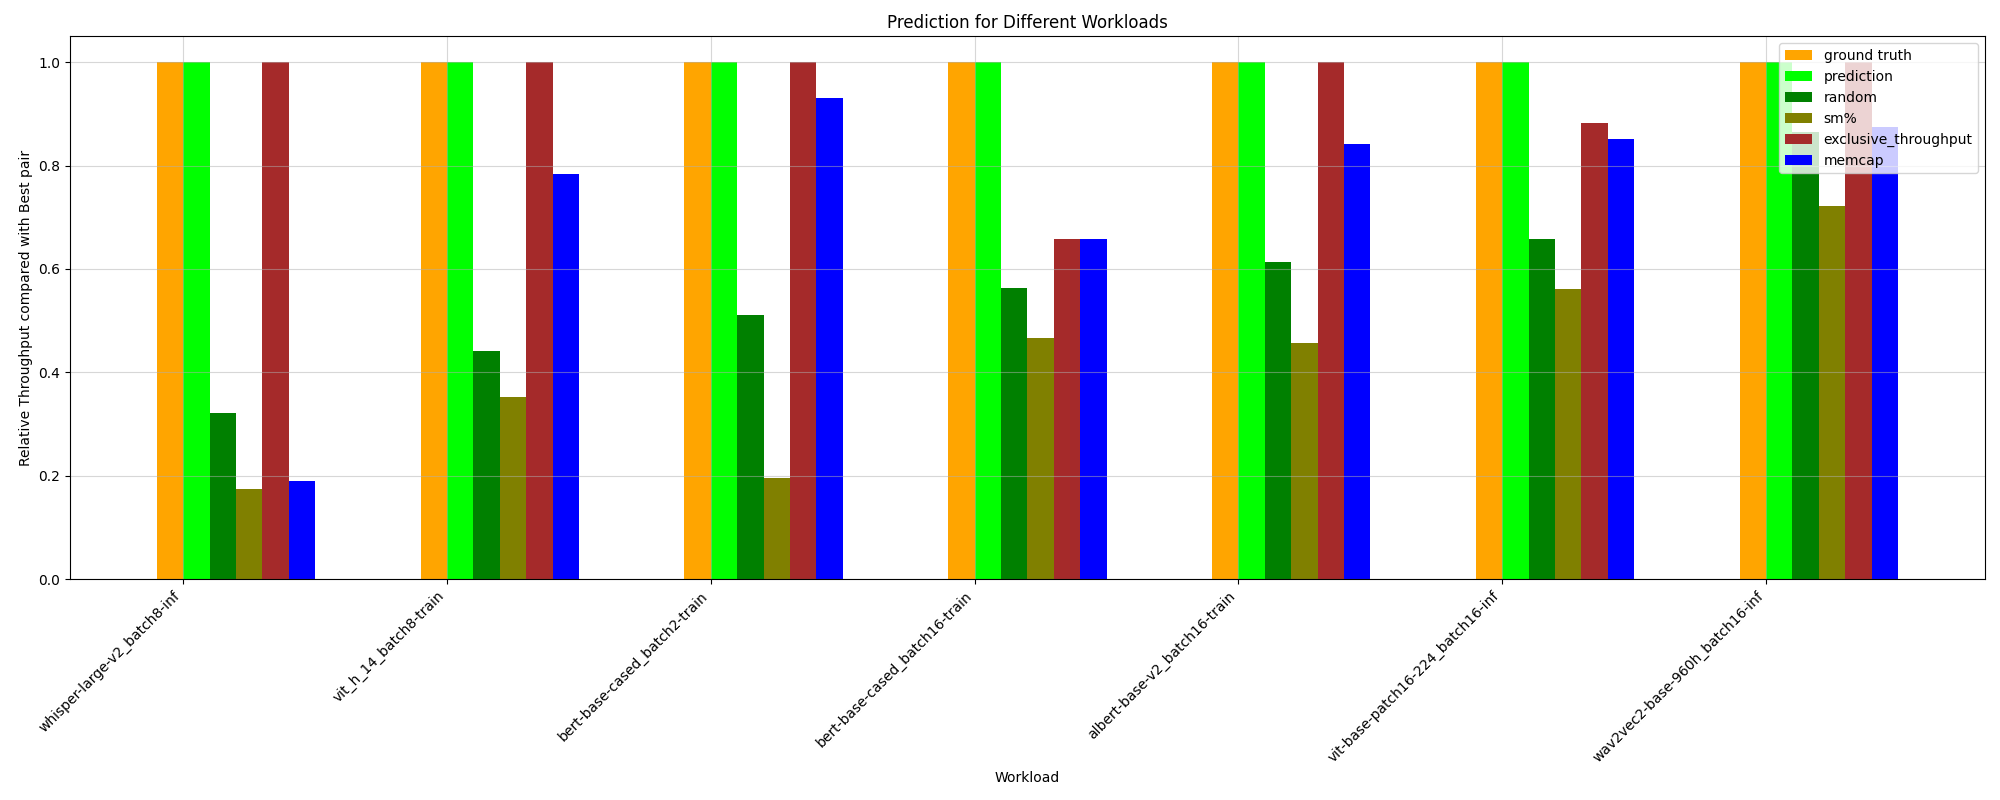 Prediction for Different Workloads
Relative Throughput compared with Best pair
1.0
0.8
0.6
0.4
0.2
0.0
ground truth
prediction
random
sm%
exclusive_throughput
memcap
whisper-large-v2_batch8-inf
vit_h_14_batch8-train
bert-base-cased_batch2-train
bert-base-cased_batch16-train
albert-base-v2_batch16-train
vit-base-patch16-224_batch16-inf
wav2vec2-base-960h_batch16-inf
Workload